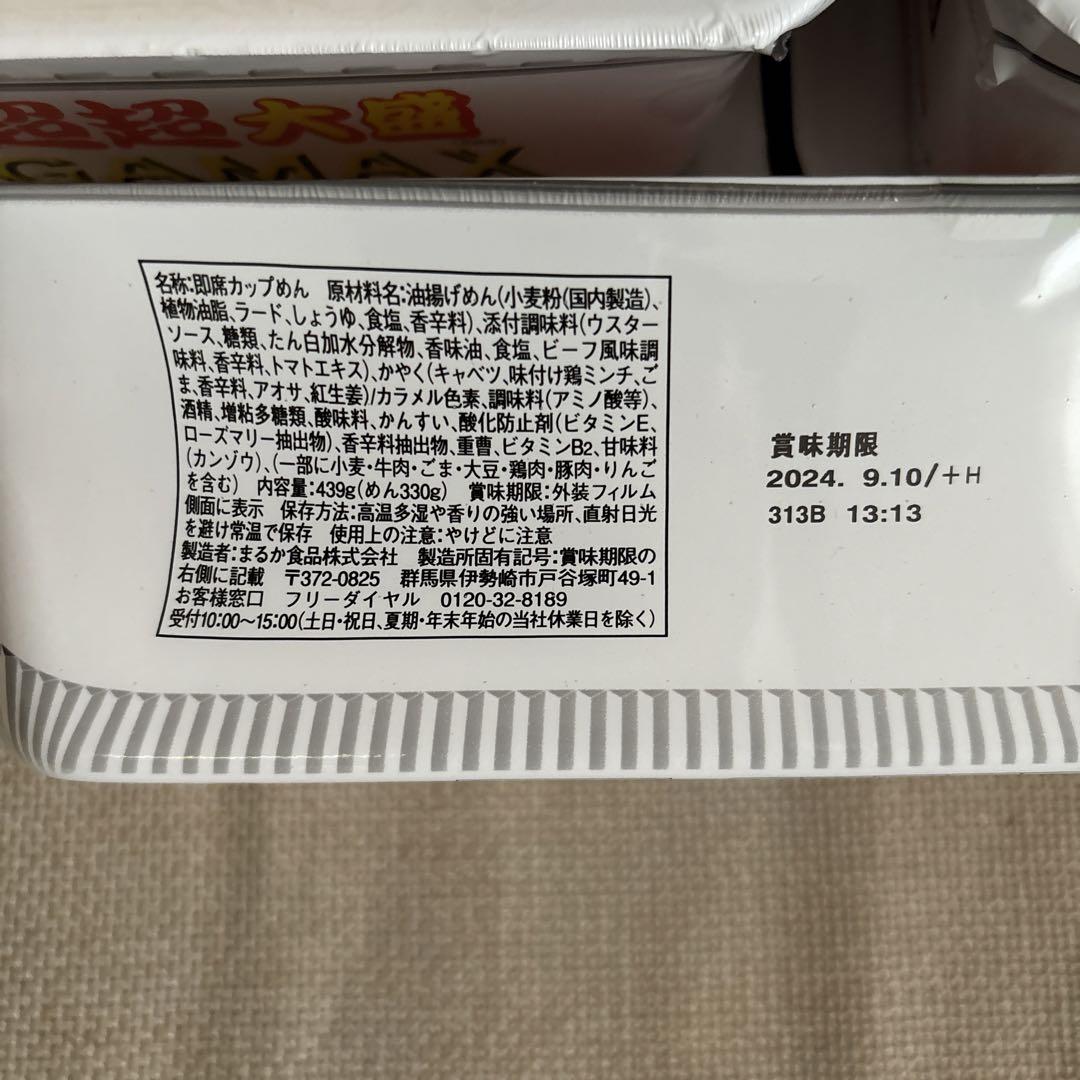 超超大盛
GAMAX
名称:即席カップめん 原材料名:油揚げめん(小麦粉(国内製造)、
植物油脂、ラード、しょうゆ、食塩、香辛料)、添付調味料(ウスター
ソース、糖類、たん白加水分解物、香味油、食塩、ビーフ風味調
味料、香辛料、トマトエキス)、かやく(キャベツ、味付け鶏ミンチ、ご
ま、香辛料、アオサ、紅生姜)/カラメル色素、調味料(アミノ酸等)、
酒精、増粘多糖類、酸味料、かんすい、酸化防止剤(ビタミンE、
ローズマリー抽出物)、香辛料抽出物、重曹、ビタミンB2、甘味料
(カンゾウ)、(一部に小麦・牛肉・ごま・大豆・鶏肉・豚肉・りんご
を含む) 内容量:439g(めん330g) 賞味期限:外装フィルム
側面に表示 保存方法:高温多湿や香りの強い場所、直射日光
を避け常温で保存 使用上の注意:やけどに注意
製造者:まるか食品株式会社 製造所固有記号:賞味期限の
右側に記載 〒372-0825 群馬県伊勢崎市戸谷塚町49-1
お客様窓口 フリーダイヤル 0120-32-8189
受付10:00〜15:00(土日・祝日、夏期・年末年始の当社休業日を除く)
賞味期限
2024. 9.10/+H
313B 13:13